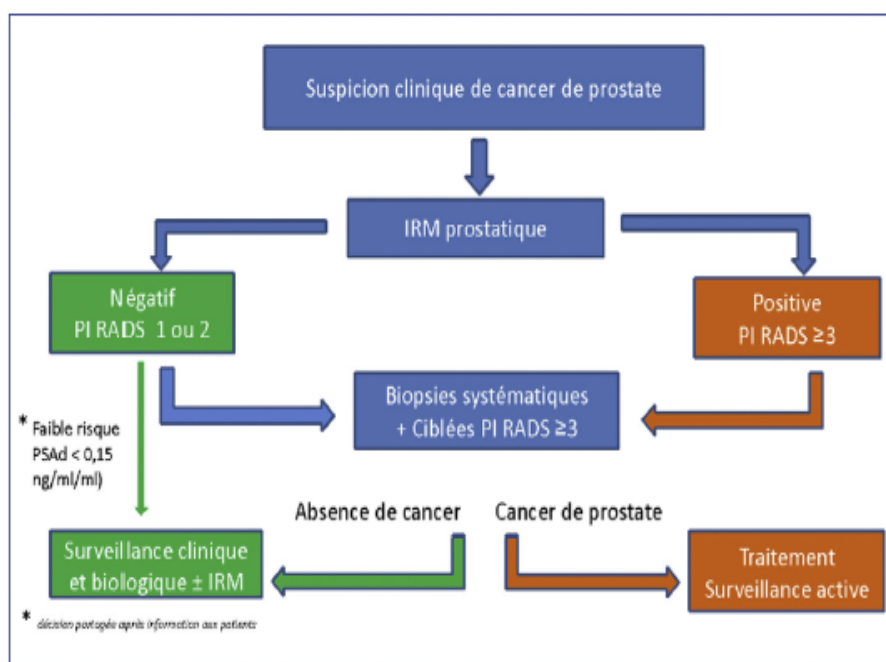 Suspicion clinique de cancer de prostate
IRM prostatique
Négatif
PI RADS 1 ou 2
Positive
PI RADS ≥3
Biopsies systématiques
+ Ciblées PI RADS ≥3
* Faible risque
PSAd < 0,15
ng/ml/ml)
Absence de cancer
Cancer de prostate
Surveillance clinique
et biologique ± IRM
Traitement
Surveillance active
* décision partagée après information aux patients